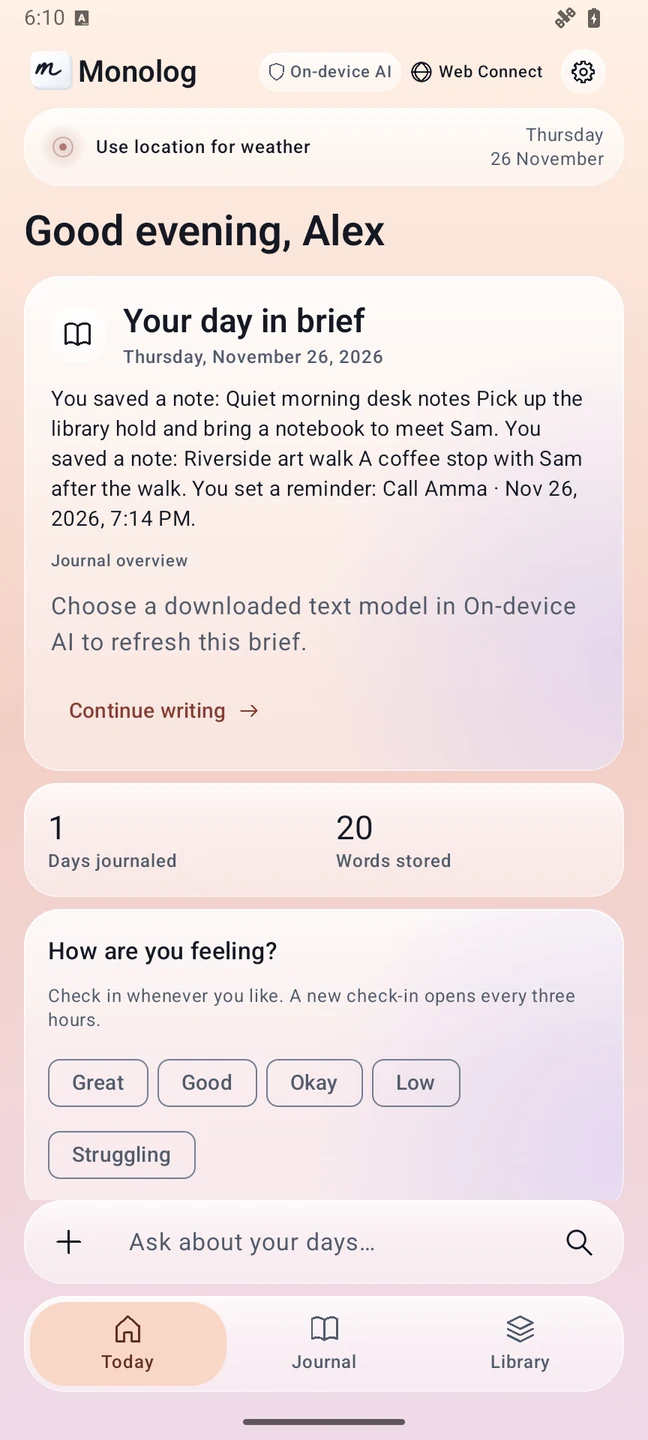 6:10
Monolog
On-device AI
Web Connect
Use location for weather
Thursday
26 November
Good evening, Alex
Your day in brief
Thursday, November 26, 2026
You saved a note: Quiet morning desk notes Pick up the
library hold and bring a notebook to meet Sam. You
saved a note: Riverside art walk A coffee stop with Sam
after the walk. You set a reminder: Call Amma · Nov 26,
2026, 7:14 PM.
Journal overview
Choose a downloaded text model in On-device
AI to refresh this brief.
Continue writing →
1
Days journaled
20
Words stored
How are you feeling?
Check in whenever you like. A new check-in opens every three
hours.
Great
Good
Okay
Low
Struggling
Ask about your days…
Today
Journal
Library